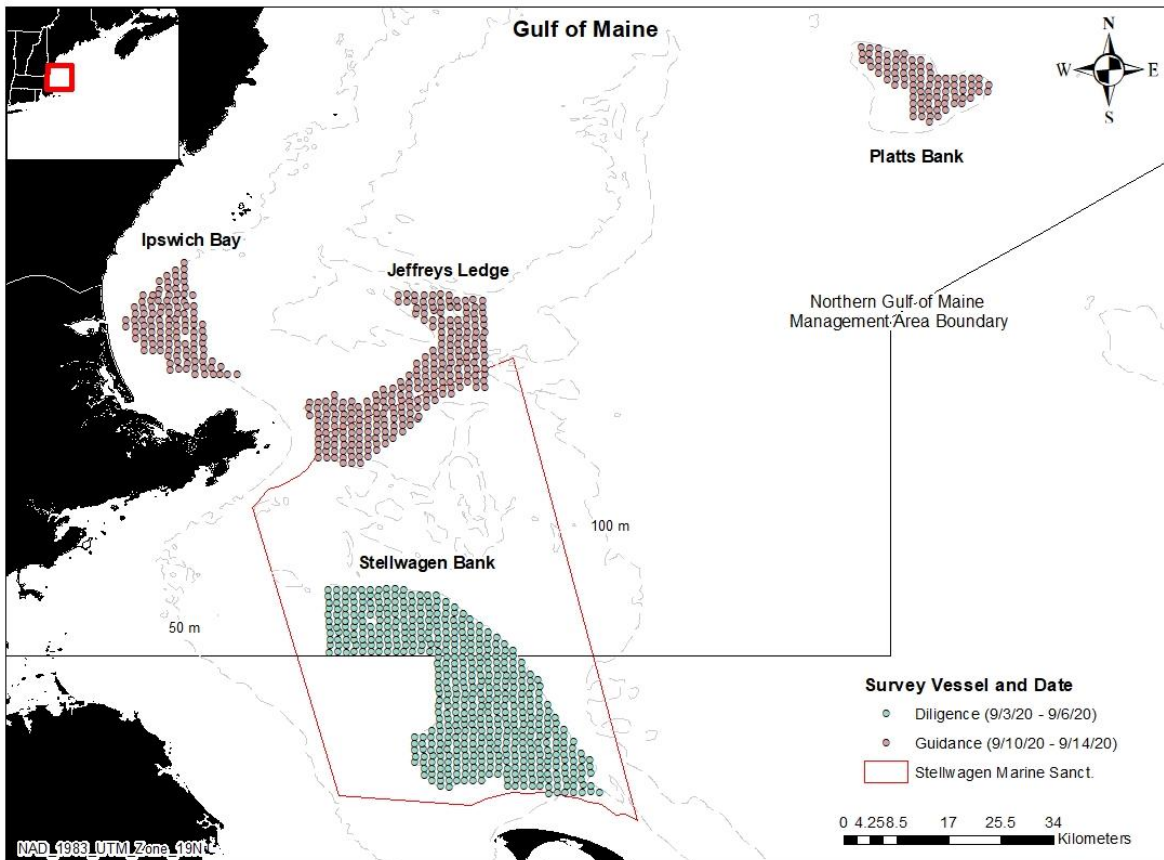 Gulf of Maine
N
W E
S
Platts Bank
Ipswich Bay
Jeffreys Ledge
Northern Gulf of Maine
Management Area Boundary
100 m
Stellwagen Bank
50 m
Survey Vessel and Date
Diligence (9/3/20 - 9/6/20)
Guidance (9/10/20 - 9/14/20)
Stellwagen Marine Sanct.
0 4.258.5 17 25.5 34
Kilometers
NAD_1983_UTM_Zone_19N